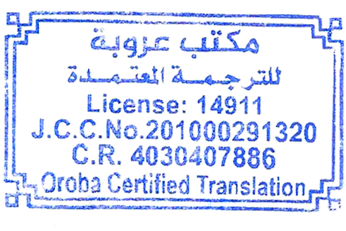 مكتب عروبة
للترجمة المعتمدة
License: 14911
J.C.C.No.201000291320
C.R. 4030407886
Oroba Certified Translation